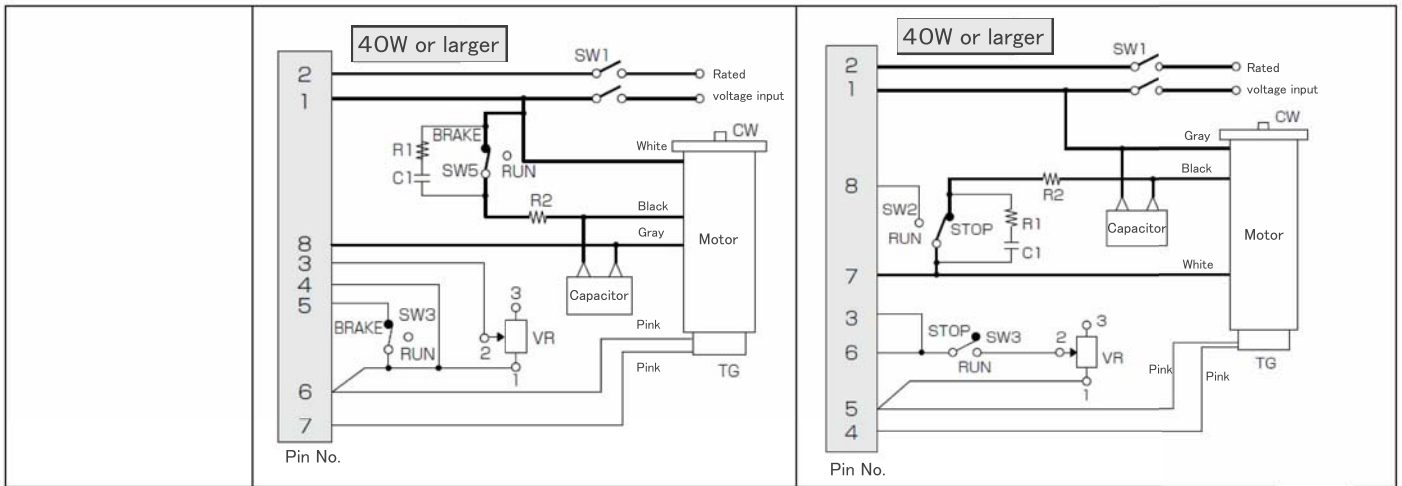 40W or larger
SW1
2
Rated
1
voltage input
CW
BRAKE
White
R1
SW5
RUN
C1
R2
Black
Gray
Motor
8
3
4
Capacitor
5
SW3
3
BRAKE
VR
Pink
RUN
2
1
Pink
TG
6
7
Pin No.
40W or larger
SW1
2
Rated
1
voltage input
CW
Gray
Black
8
R2
SW2
R1
STOP
Capacitor
Motor
RUN
C1
White
7
3
STOP
SW3
3
2
6
VR
RUN
TG
Pink
Pink
1
5
4
Pin No.